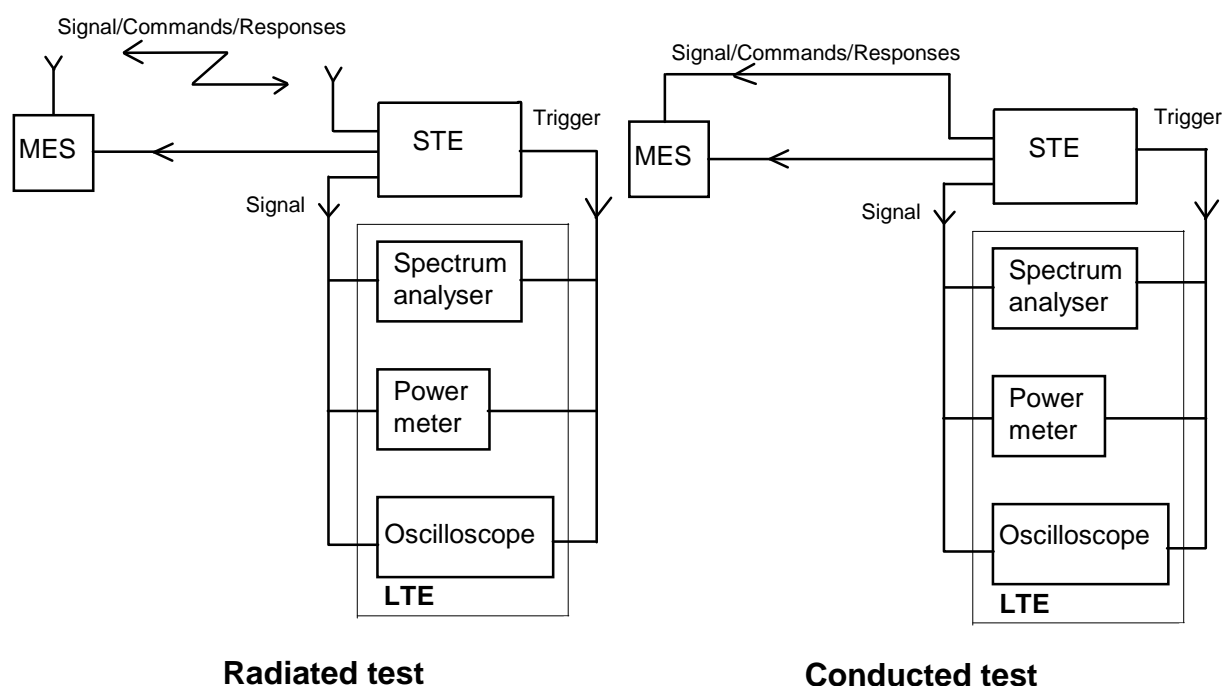 Signal/Commands/Responses
MES
STE
Trigger
Signal
Spectrum
analyser
Power
meter
Oscilloscope
LTE
Radiated test
Signal/Commands/Responses
MES
STE
Trigger
Signal
Spectrum
analyser
Power
meter
Oscilloscope
LTE
Conducted test